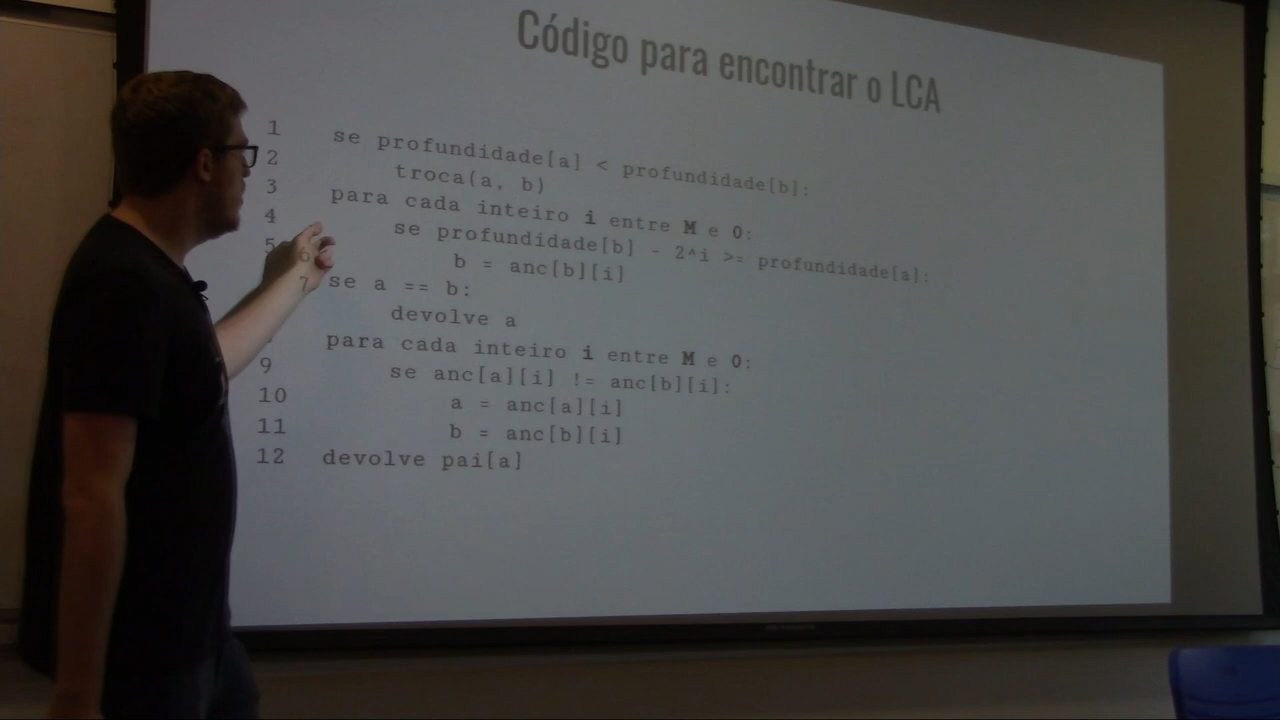 Código para encontrar o LCA
1 se profundidade[a] < profundidade[b]:
2 troca(a, b)
3 para cada inteiro i entre M e 0:
4 se profundidade[b] - 2^i >= profundidade[a]:
5 b = anc[b][i]
6 se a == b:
7 devolve a
para cada inteiro i entre M e 0:
9 se anc[a][i] != anc[b][i]:
10 a = anc[a][i]
11 b = anc[b][i]
12 devolve pai[a]